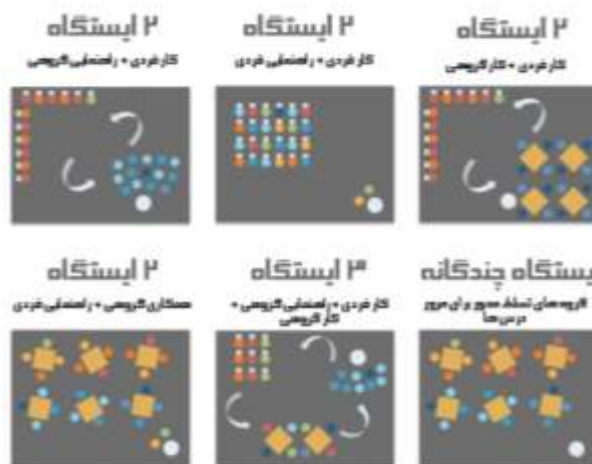 ۲ ایستگاه
کار فردی + کار گروهی
۲ ایستگاه
کار فردی + راهنمایی فردی
۲ ایستگاه
کار فردی + راهنمایی گروهی
یستگاه چندگانه
گروه های تسلط محور برای مرور
درس ها
۳ ایستگاه
کار فردی + راهنمایی گروهی +
کار گروهی
۲ ایستگاه
همکاری گروهی + راهنمایی فردی